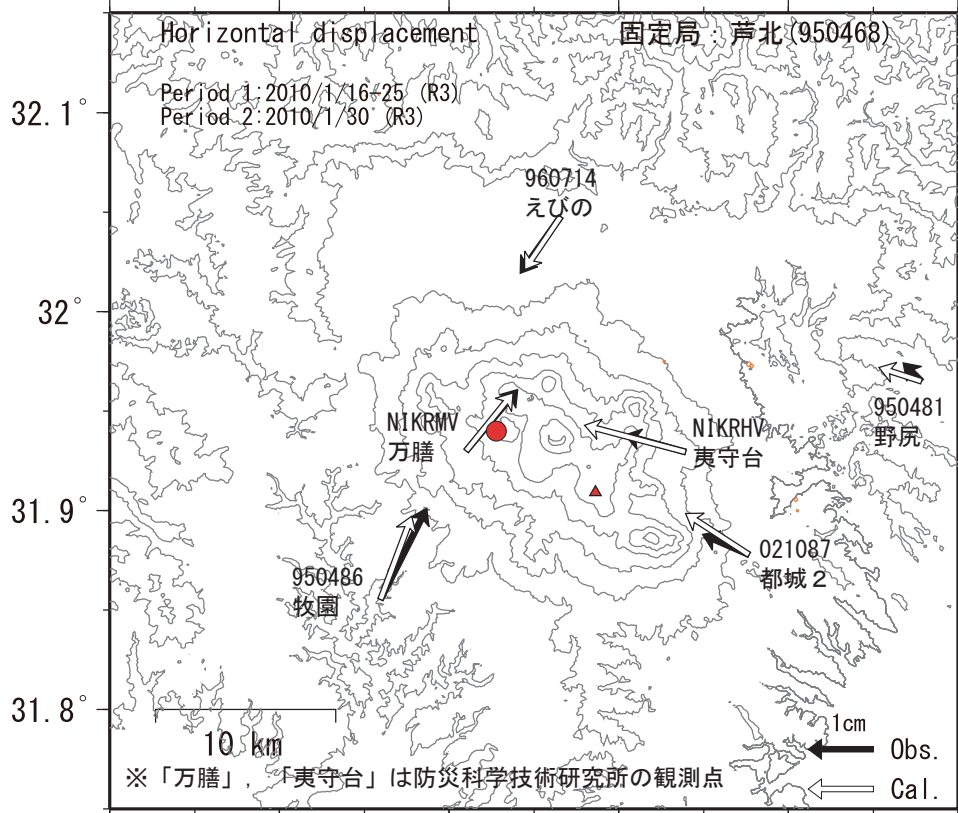 Horizontal displacement
固定局：芦北(950468)
Period 1:2010/1/16-25 (R3)
Period 2:2010/1/30 (R3)
32.1°
960714
えびの
32°
950481
野尻
NIKRMV
万膳
NIKRHV
夷守台
31.9°
021087
都城２
950486
牧園
31.8°
1cm
10 km
Obs.
※「万膳」，「夷守台」は防災科学技術研究所の観測点
Cal.